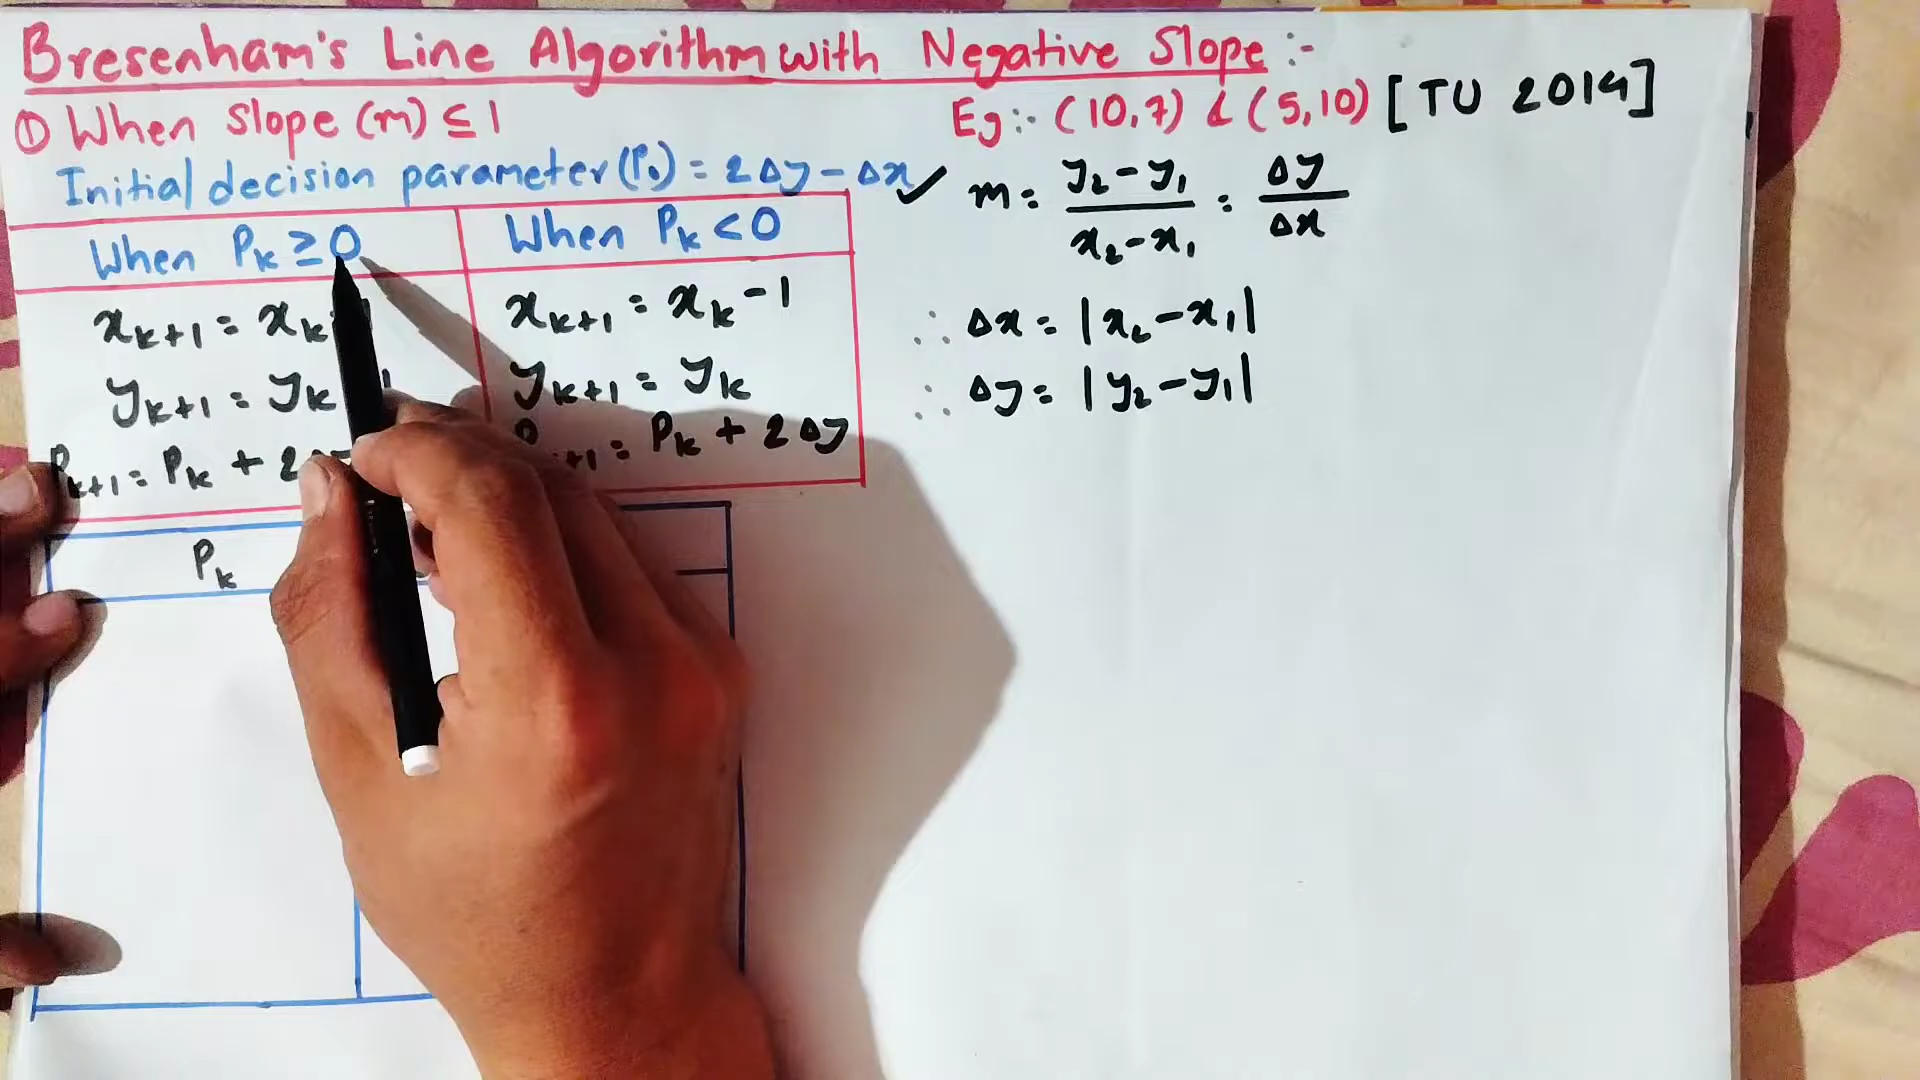 Bresenham's Line Algorithm with Negative Slope :-
① When Slope (m) ≤ 1
Initial decision parameter (P₀) = 2Δy - Δx ✓
When Pk ≥ 0
xk+1 = xk
yk+1 = yk
Pk+1 = Pk + 2Δy
When Pk < 0
xk+1 = xk - 1
yk+1 = yk
Pk+1 = Pk + 2Δy
Pk
Eg:- (10,7) & (5,10) [TU 2014]
m = y₂ - y₁ / x₂ - x₁ = Δy / Δx
∴ Δx = |x₂ - x₁|
∴ Δy = |y₂ - y₁|